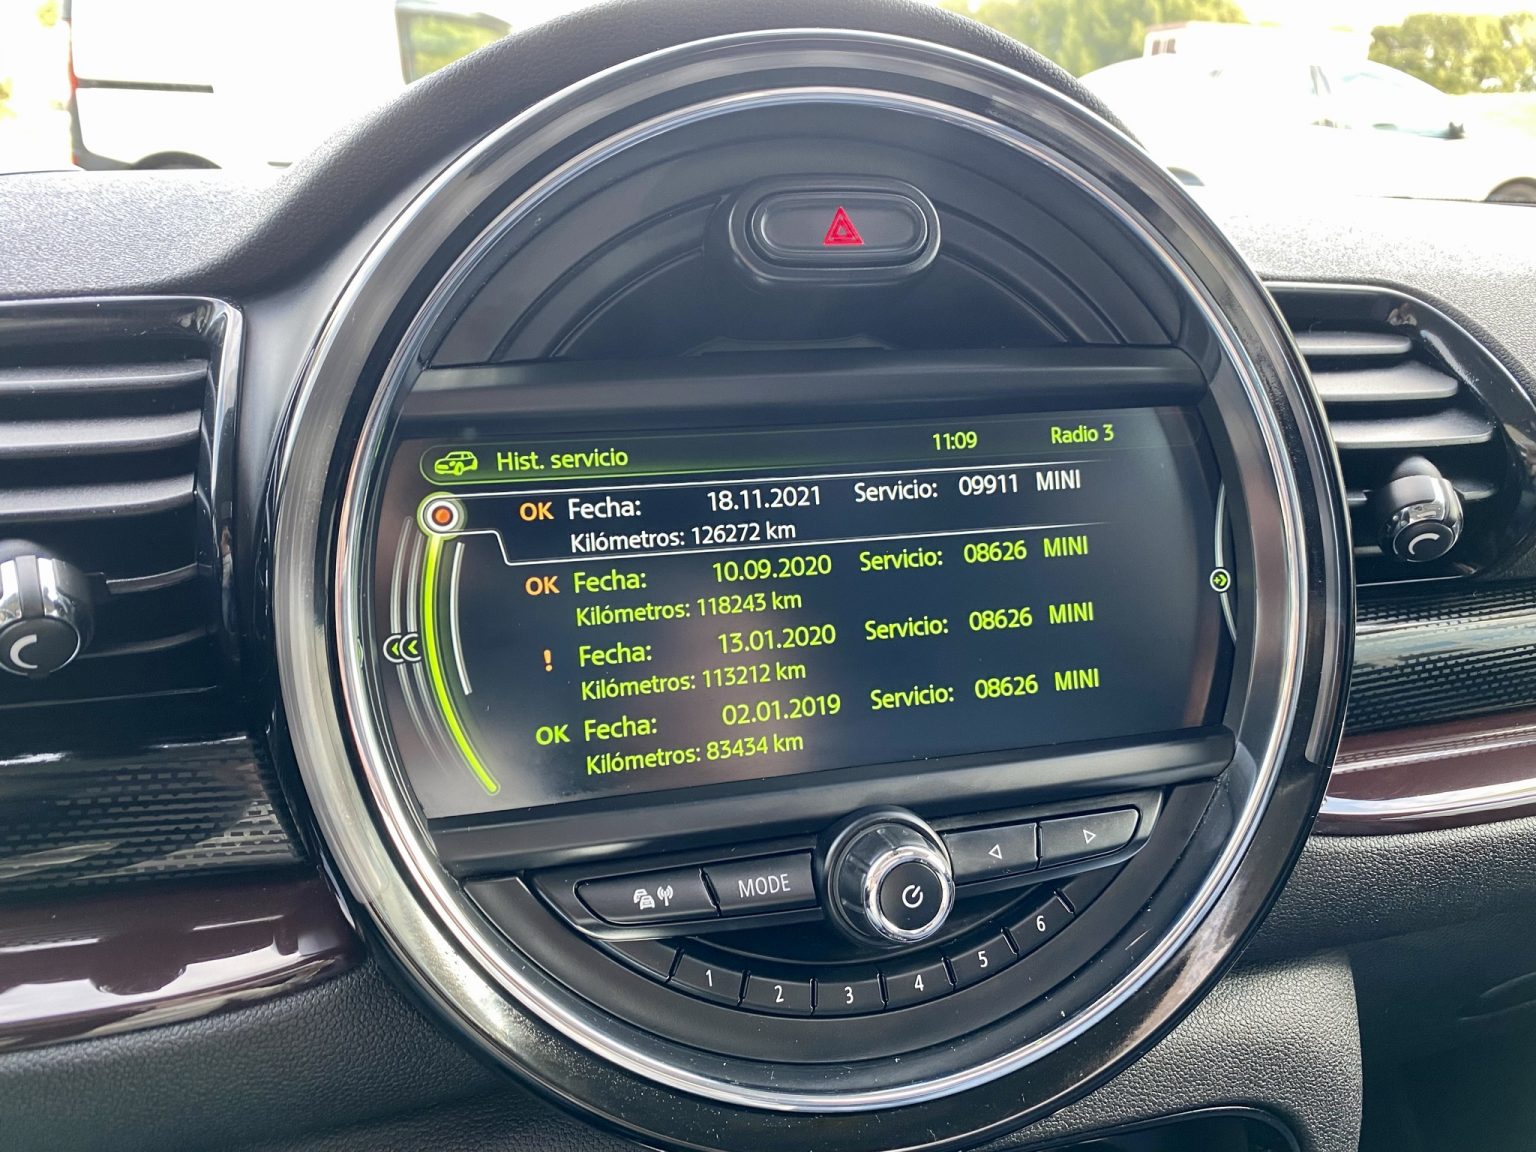 Hist. servicio 11:09 Radio 3
OK Fecha: 18.11.2021 Servicio: 09911 MINI
Kilómetros: 126272 km
OK Fecha: 10.09.2020 Servicio: 08626 MINI
Kilómetros: 118243 km
! Fecha: 13.01.2020 Servicio: 08626 MINI
Kilómetros: 113212 km
OK Fecha: 02.01.2019 Servicio: 08626 MINI
Kilómetros: 83434 km
MODE
1 2 3 4 5 6